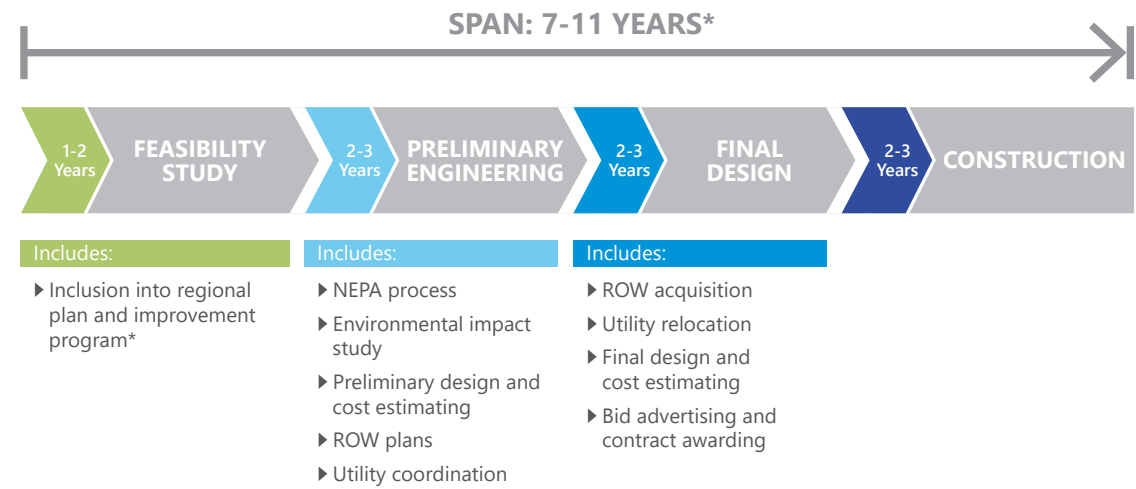 SPAN: 7-11 YEARS*
1-2
Years
FEASIBILITY
STUDY
2-3
Years
PRELIMINARY
ENGINEERING
2-3
Years
FINAL
DESIGN
2-3
Years
CONSTRUCTION
Includes:
Inclusion into regional
plan and improvement
program*
Includes:
NEPA process
Environmental impact
study
Preliminary design and
cost estimating
ROW plans
Utility coordination
Includes:
ROW acquisition
Utility relocation
Final design and
cost estimating
Bid advertising and
contract awarding